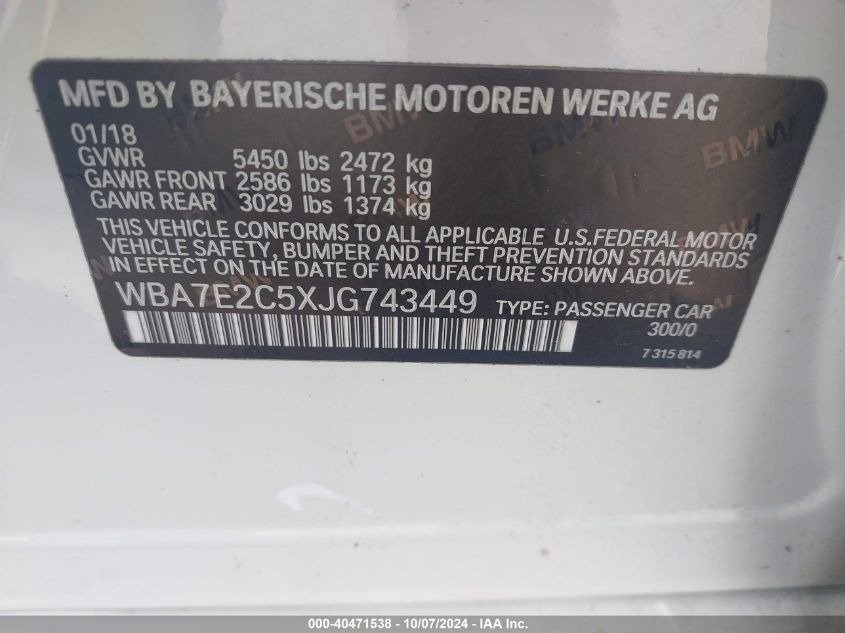 MFD BY BAYERISCHE MOTOREN WERKE AG
01/18
GVWR 5450 lbs 2472 kg
GAWR FRONT 2586 lbs 1173 kg
GAWR REAR 3029 lbs 1374 kg
THIS VEHICLE CONFORMS TO ALL APPLICABLE U.S.FEDERAL MOTOR
VEHICLE SAFETY, BUMPER AND THEFT PREVENTION STANDARDS
IN EFFECT ON THE DATE OF MANUFACTURE SHOWN ABOVE.
WBA7E2C5XJG743449 TYPE: PASSENGER CAR
300/0
7 315 814
BMW
BMW
000-40471538 - 10/07/2024 - IAA Inc.